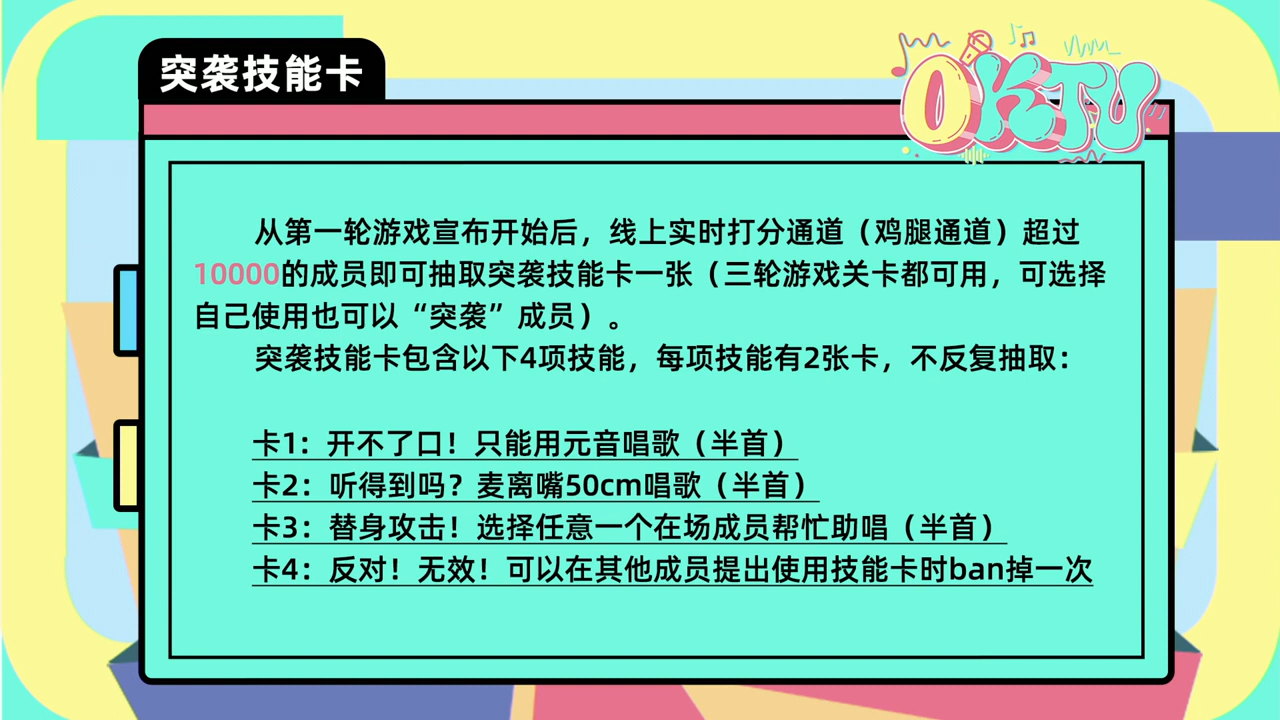 突袭技能卡
OKTV
从第一轮游戏宣布开始后，线上实时打分通道（鸡腿通道）超过
10000的成员即可抽取突袭技能卡一张（三轮游戏关卡都可用，可选择
自己使用也可以“突袭”成员）。
突袭技能卡包含以下4项技能，每项技能有2张卡，不反复抽取：
卡1：开不了口！只能用元音唱歌（半首）
卡2：听得到吗？麦离嘴50cm唱歌（半首）
卡3：替身攻击！选择任意一个在场成员帮忙助唱（半首）
卡4：反对！无效！可以在其他成员提出使用技能卡时ban掉一次